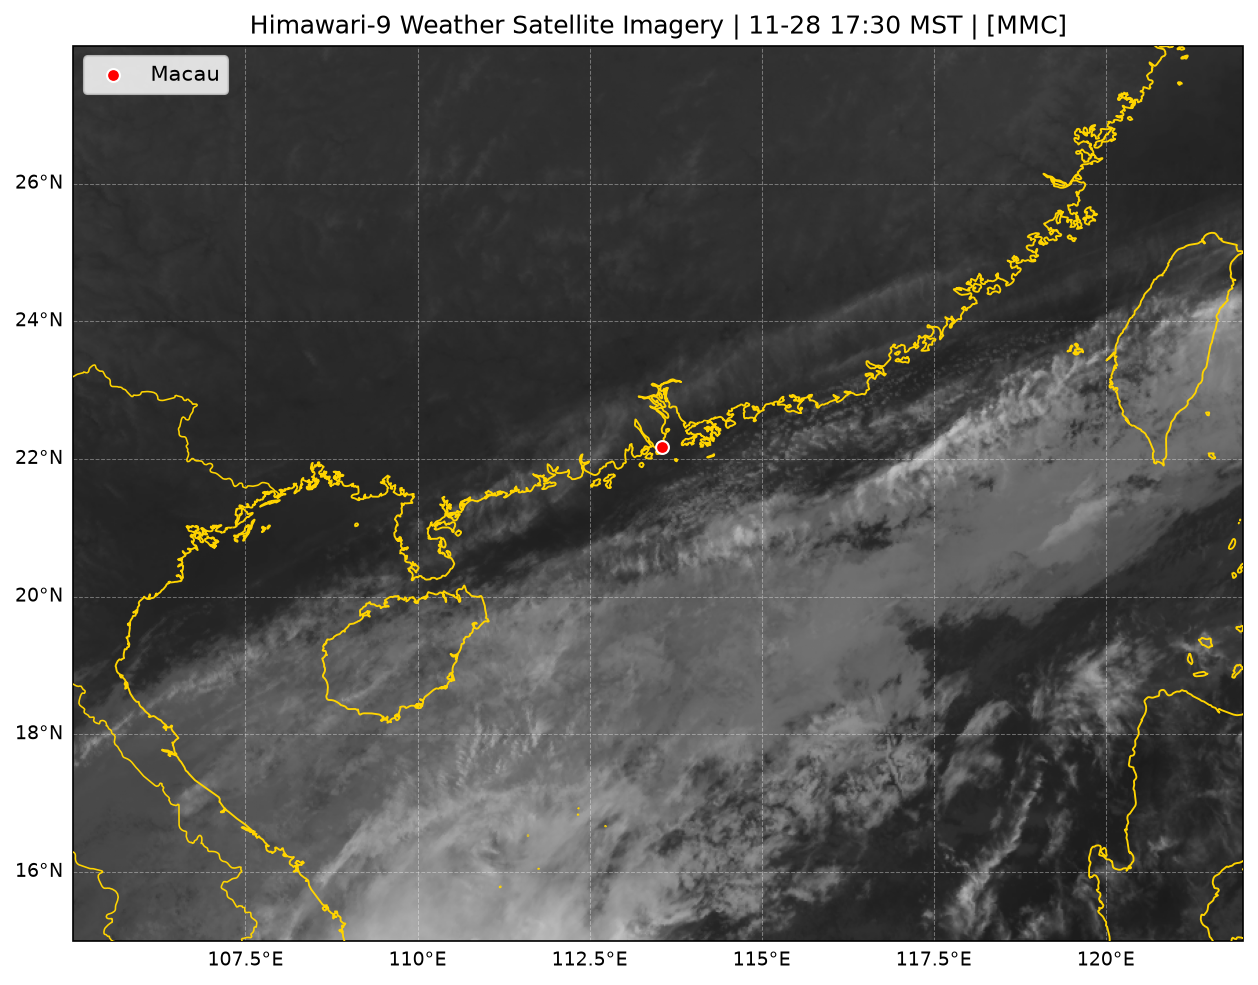 Himawari-9 Weather Satellite Imagery | 11-28 17:30 MST | [MMC]
Macau
26°N
24°N
22°N
20°N
18°N
16°N
107.5°E 110°E 112.5°E 115°E 117.5°E 120°E